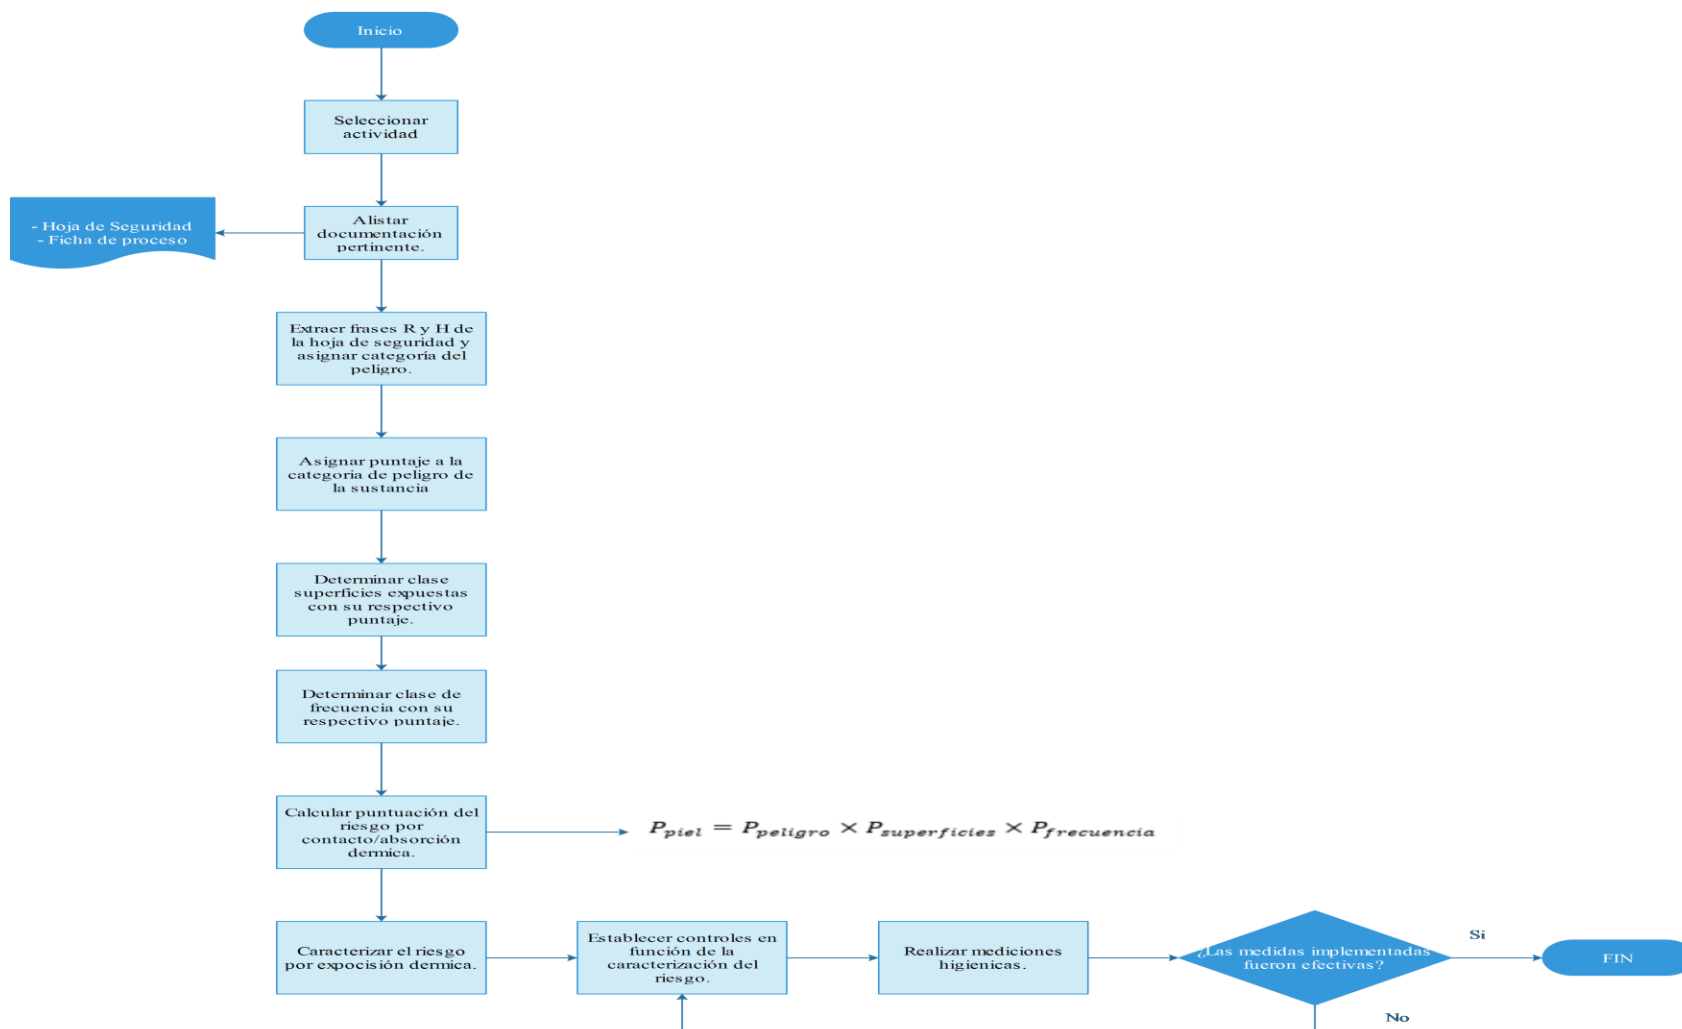 Inicio
Seleccionar
actividad
Alistar
documentación
pertinente.
- Hoja de Seguridad
- Ficha de proceso
Extraer frases R y H de
la hoja de seguridad y
asignar categoría del
peligro.
Asignar puntaje a la
categoria de peligro de
la sustancia
Determinar clase
superficies expuestas
con su respectivo
puntaje.
Determinar clase de
frecuencia con su
respectivo puntaje.
Calcular puntuación del
riesgo por
contacto/absorción
dermica.
P_piel = P_peligro × P_superficies × P_frecuencia
Caracterizar el riesgo
por expocisión dermica.
Establecer controles en
función de la
caracterización del
riesgo.
Realizar mediciones
higienicas.
¿Las medidas implementadas
fueron efectivas?
Si
FIN
No